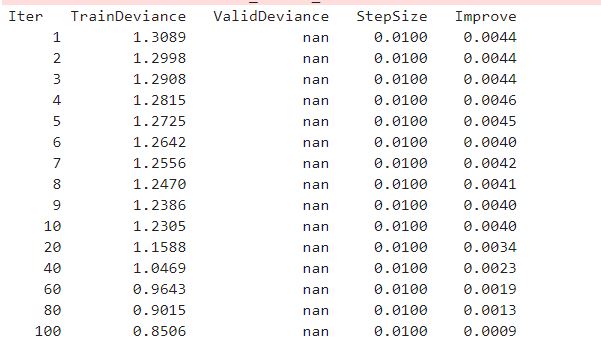 Iter TrainDeviance ValidDeviance StepSize Improve
1 1.3089 nan 0.0100 0.0044
2 1.2998 nan 0.0100 0.0044
3 1.2908 nan 0.0100 0.0044
4 1.2815 nan 0.0100 0.0046
5 1.2725 nan 0.0100 0.0045
6 1.2642 nan 0.0100 0.0040
7 1.2556 nan 0.0100 0.0042
8 1.2470 nan 0.0100 0.0041
9 1.2386 nan 0.0100 0.0040
10 1.2305 nan 0.0100 0.0040
20 1.1588 nan 0.0100 0.0034
40 1.0469 nan 0.0100 0.0023
60 0.9643 nan 0.0100 0.0019
80 0.9015 nan 0.0100 0.0013
100 0.8506 nan 0.0100 0.0009